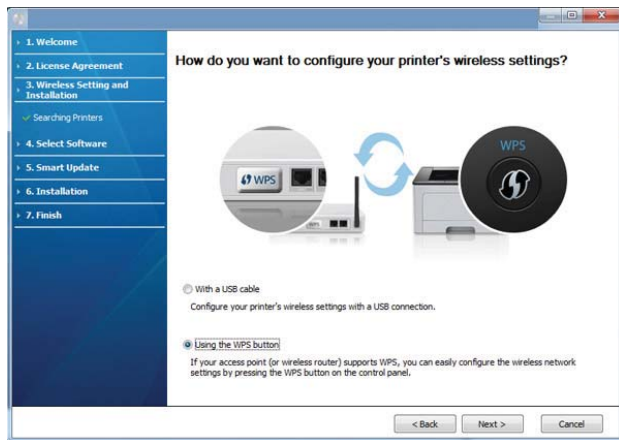 1. Welcome
2. License Agreement
3. Wireless Setting and
Installation
Searching Printers
4. Select Software
5. Smart Update
6. Installation
7. Finish
How do you want to configure your printer's wireless settings?
WPS
WPS
WPS
With a USB cable
Configure your printer's wireless settings with a USB connection.
Using the WPS button
If your access point (or wireless router) supports WPS, you can easily configure the wireless network
settings by pressing the WPS button on the control panel.
< Back
Next >
Cancel